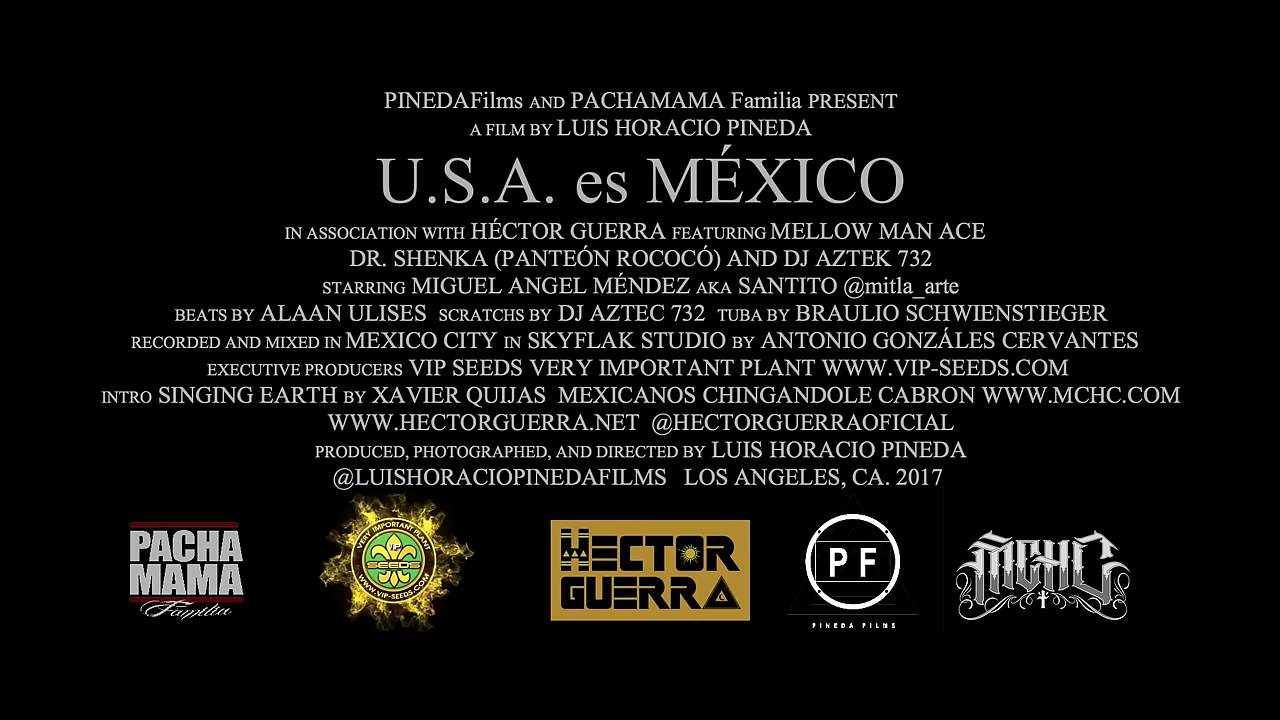 PINEDAFilms AND PACHAMAMA Familia PRESENT
A FILM BY LUIS HORACIO PINEDA
U.S.A. es MÉXICO
IN ASSOCIATION WITH HÉCTOR GUERRA FEATURING MELLOW MAN ACE
DR. SHENKA (PANTEÓN ROCOCÓ) AND DJ AZTEK 732
STARRING MIGUEL ANGEL MÉNDEZ AKA SANTITO @mitla_arte
BEATS BY ALAAN ULISES SCRATCHS BY DJ AZTEC 732 TUBA BY BRAULIO SCHWIENSTIEGER
RECORDED AND MIXED IN MEXICO CITY IN SKYFLAK STUDIO BY ANTONIO GONZÁLES CERVANTES
EXECUTIVE PRODUCERS VIP SEEDS VERY IMPORTANT PLANT WWW.VIP-SEEDS.COM
INTRO SINGING EARTH BY XAVIER QUIJAS MEXICANOS CHINGANDOLE CABRON WWW.MCHC.COM
WWW.HECTORGUERRA.NET @HECTORGUERRAOFICIAL
PRODUCED, PHOTOGRAPHED, AND DIRECTED BY LUIS HORACIO PINEDA
@LUISHORACIOPINEDAFILMS LOS ANGELES, CA. 2017
PACHA
MAMA
Familia
VERY IMPORTANT PLANT
VIP
SEEDS
WWW.VIP-SEEDS.COM
HECTOR
GUERRA
PF
PINEDA FILMS
MCHC